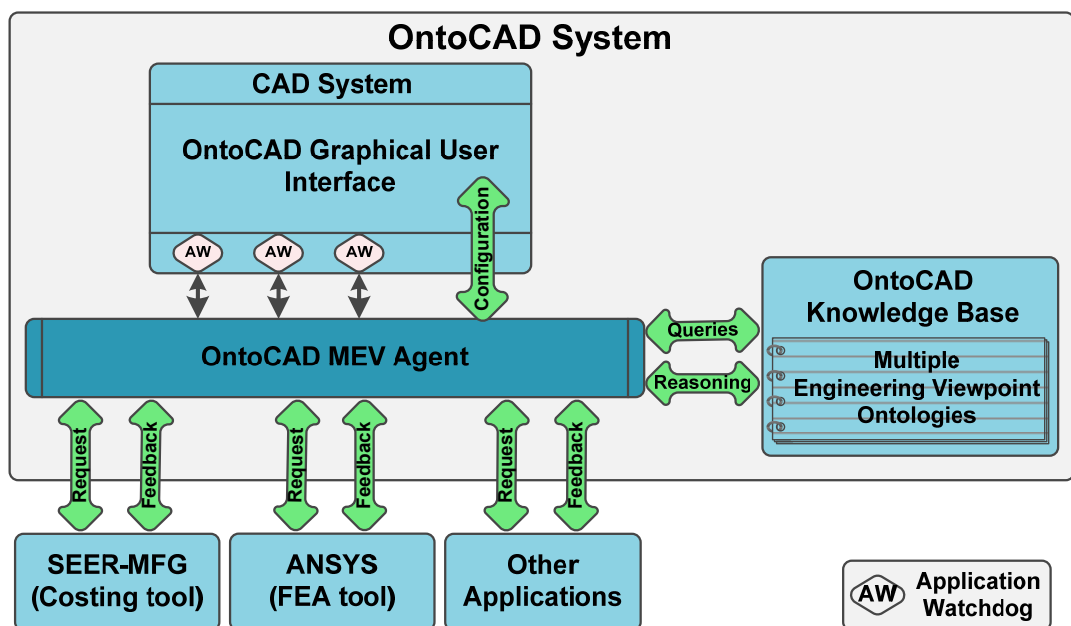 OntoCAD System
CAD System
OntoCAD Graphical User
Interface
Configuration
AW
AW
AW
OntoCAD MEV Agent
Queries
Reasoning
OntoCAD
Knowledge Base
Multiple
Engineering Viewpoint
Ontologies
Request
Feedback
Request
Feedback
Request
Feedback
SEER-MFG
(Costing tool)
ANSYS
(FEA tool)
Other
Applications
AW
Application
Watchdog